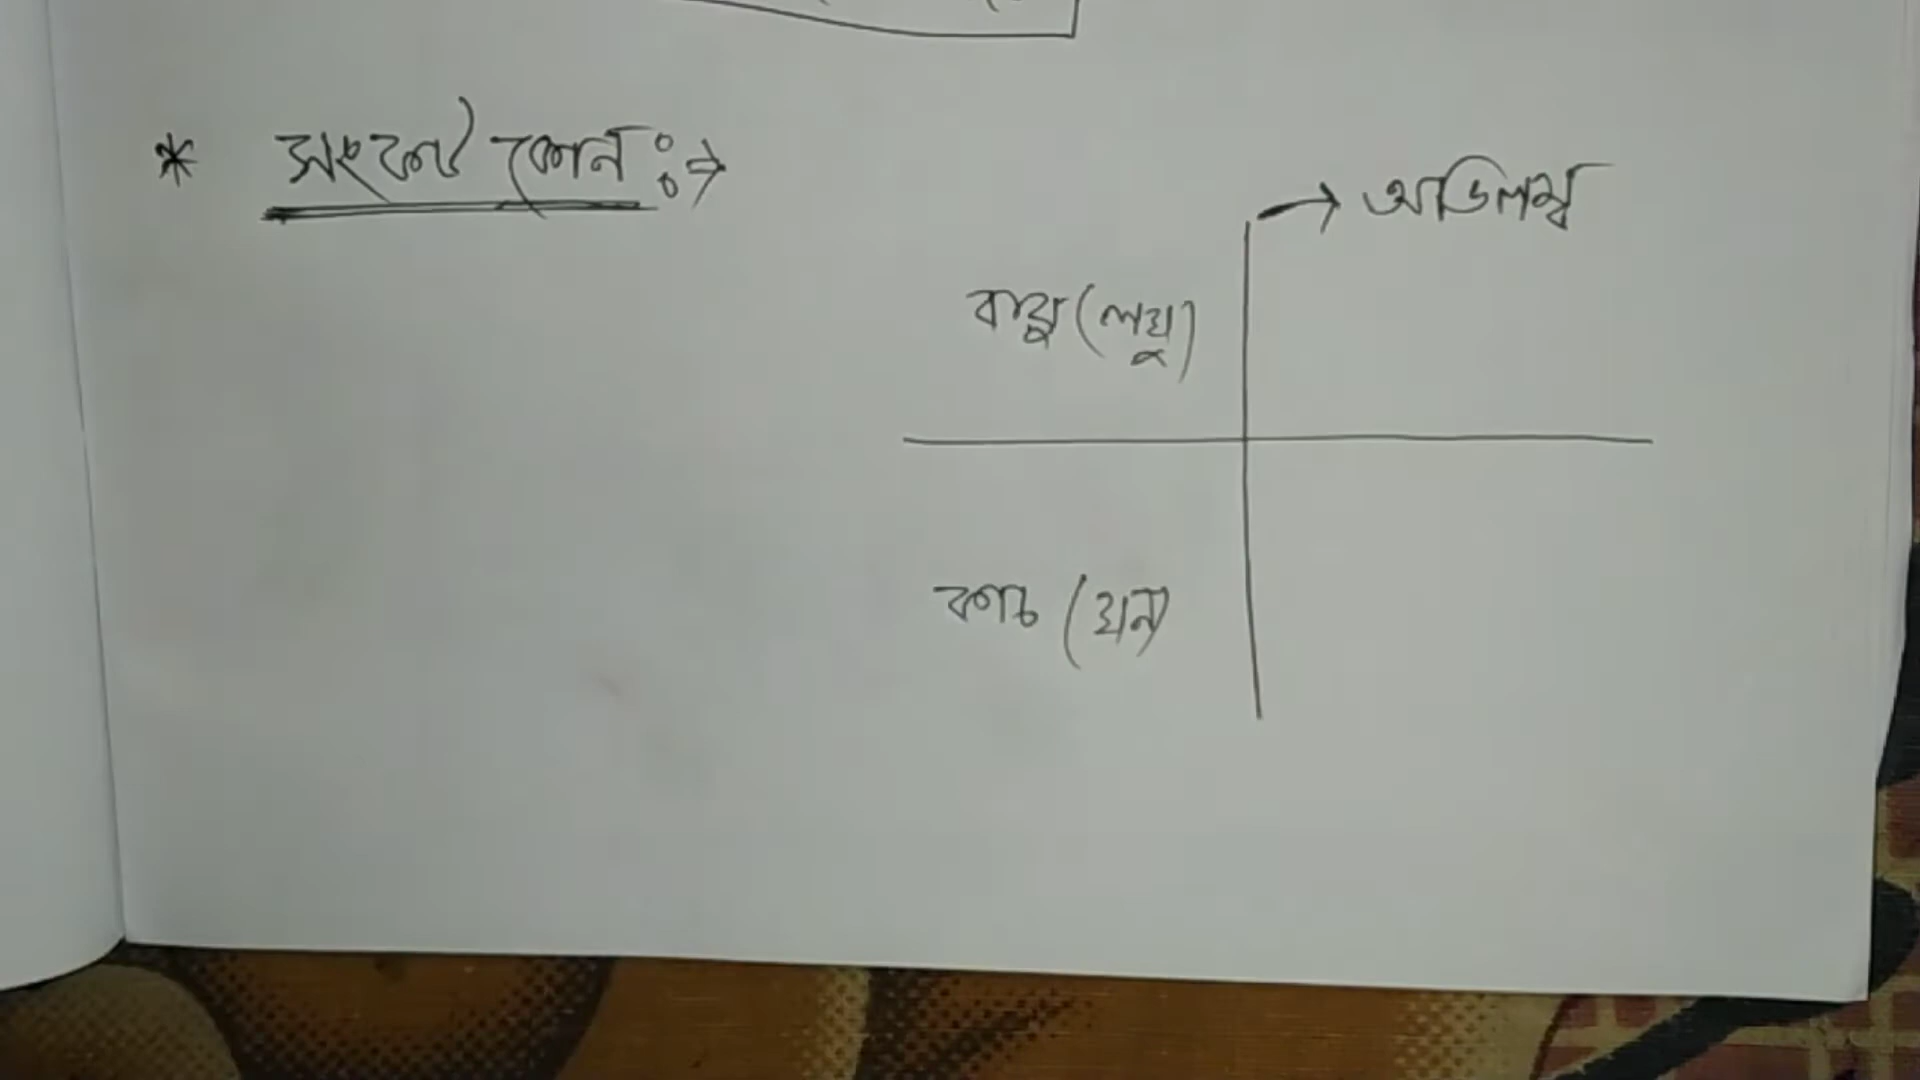 * সংকট কোন :→
→ অভিলম্ব
বায়ু (লঘু)
কাচ (ঘন)